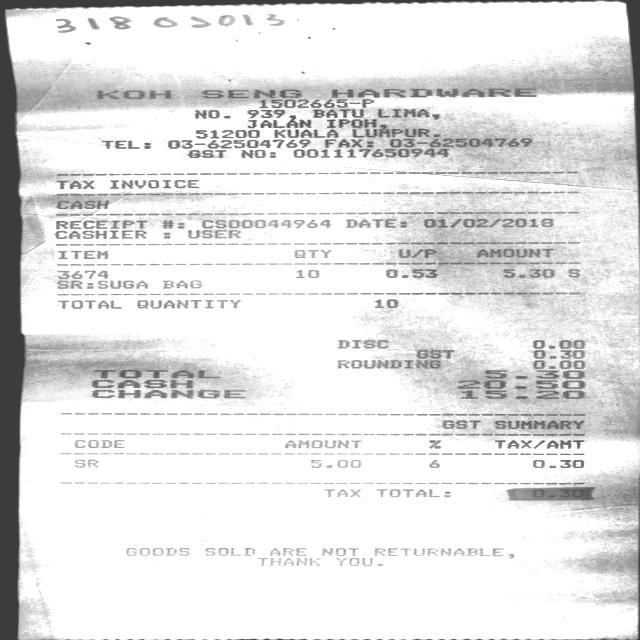 318 05013
KOH SENG HARDWARE
1502665-P
NO. 939, BATU LIMA,
JALAN IPOH,
51200 KUALA LUMPUR.
TEL: 03-62504769 FAX: 03-62504769
GST NO: 001117650944
TAX INVOICE
CASH
RECEIPT #: CS00044964 DATE: 01/02/2018
CASHIER : USER
ITEM QTY U/P AMOUNT
3674 10 0.53 5.30 S
SR:SUGA BAG
TOTAL QUANTITY 10
DISC 0.00
GST 0.30
ROUNDING 0.00
TOTAL 5.30
CASH 20.50
CHANGE 15.20
GST SUMMARY
CODE AMOUNT % TAX/AMT
SR 5.00 6 0.30
TAX TOTAL: 0.30
GOODS SOLD ARE NOT RETURNABLE,
THANK YOU.